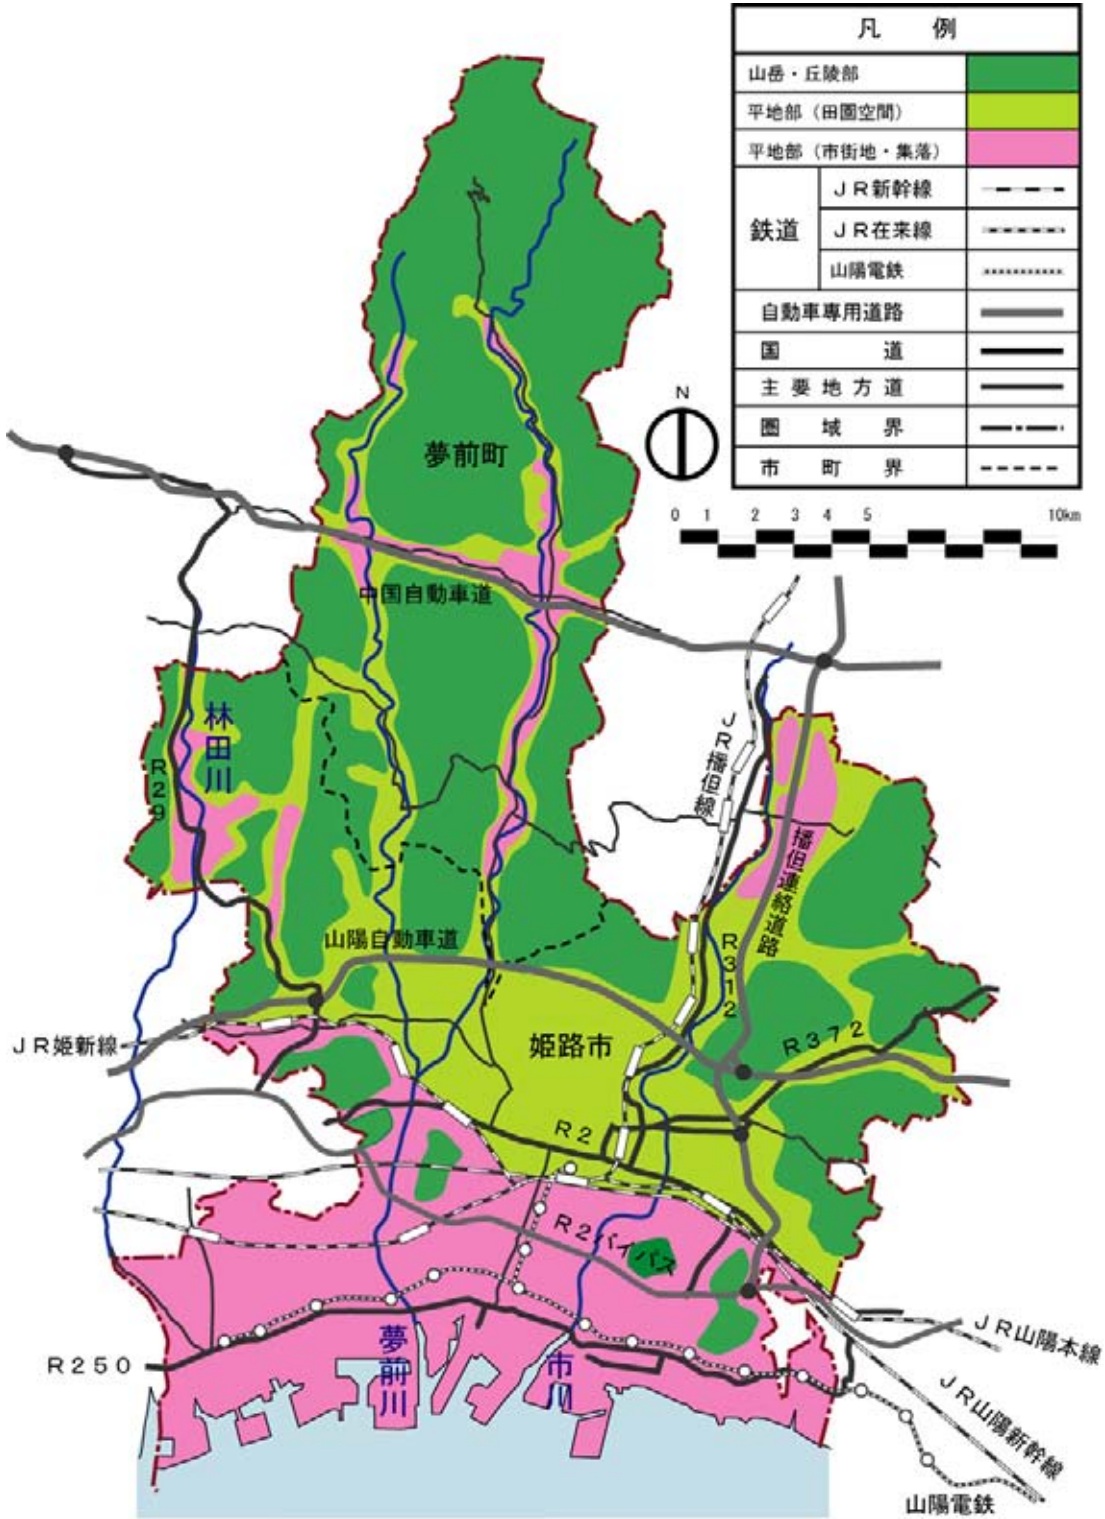 凡 例
山岳・丘陵部
平地部(田園空間)
平地部(市街地・集落)
鉄道
JR新幹線
JR在来線
山陽電鉄
自動車専用道路
国 道
主要地方道
圏 域 界
市 町 界
N
0 1 2 3 4 5 10km
夢前町
中国自動車道
林田川
R29
JR播但線
播但連絡道路
山陽自動車道
R312
JR姫新線
姫路市
R372
R2
R2バイパス
R250
夢前川
市川
JR山陽本線
JR山陽新幹線
山陽電鉄